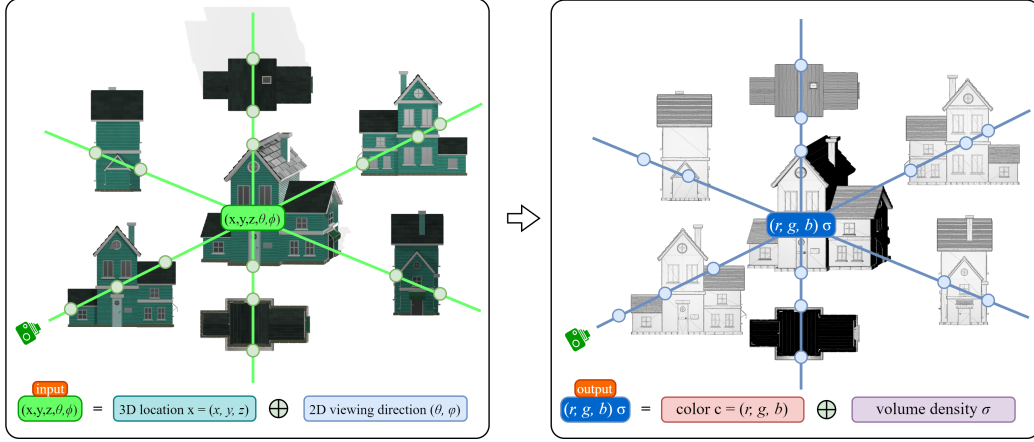 (x,y,z,θ,ϕ)
input
(x,y,z,θ,ϕ) = 3D location x = (x, y, z) ⊕ 2D viewing direction (θ, φ)
(r, g, b) σ
output
(r, g, b) σ = color c = (r, g, b) ⊕ volume density σ